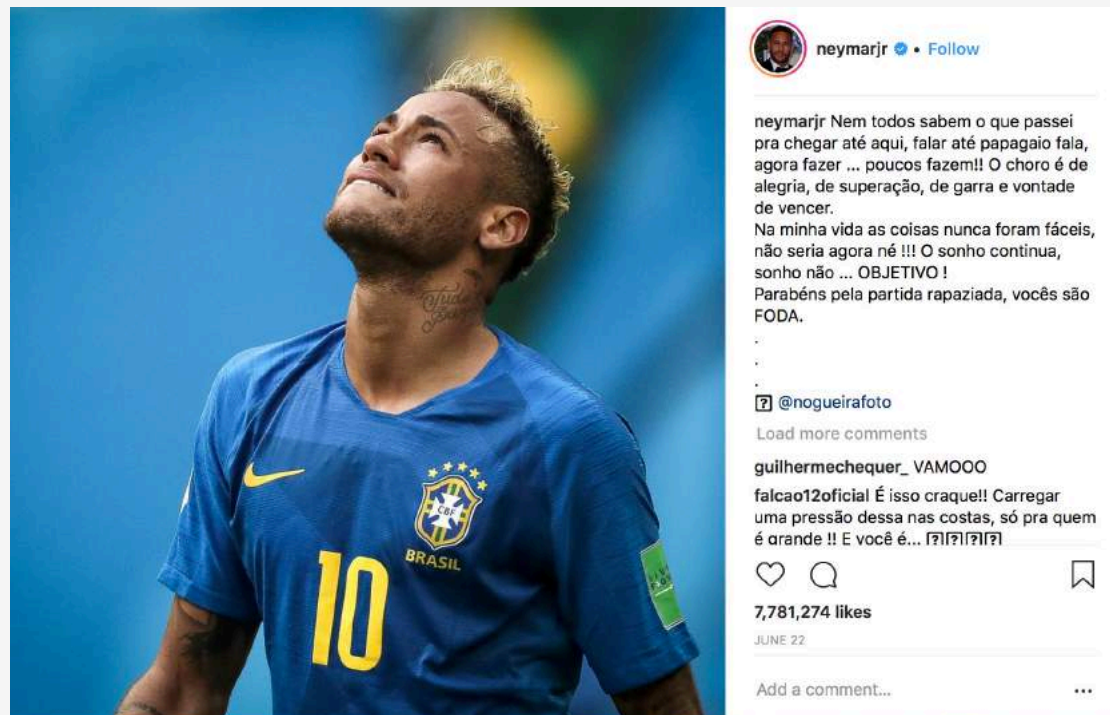 neymarjr • Follow
neymarjr Nem todos sabem o que passei
pra chegar até aqui, falar até papagaio fala,
agora fazer ... poucos fazem!! O choro é de
alegria, de superação, de garra e vontade
de vencer.
Na minha vida as coisas nunca foram fáceis,
não seria agora né !!! O sonho continua,
sonho não ... OBJETIVO !
Parabéns pela partida rapaziada, vocês são
FODA.
.
.
.
@nogueirafoto
Load more comments
guilhermechequer_ VAMOOO
falcao12oficial É isso craque!! Carregar
uma pressão dessa nas costas, só pra quem
é grande !! E você é...
7,781,274 likes
JUNE 22
Add a comment...
CBF
BRASIL
10